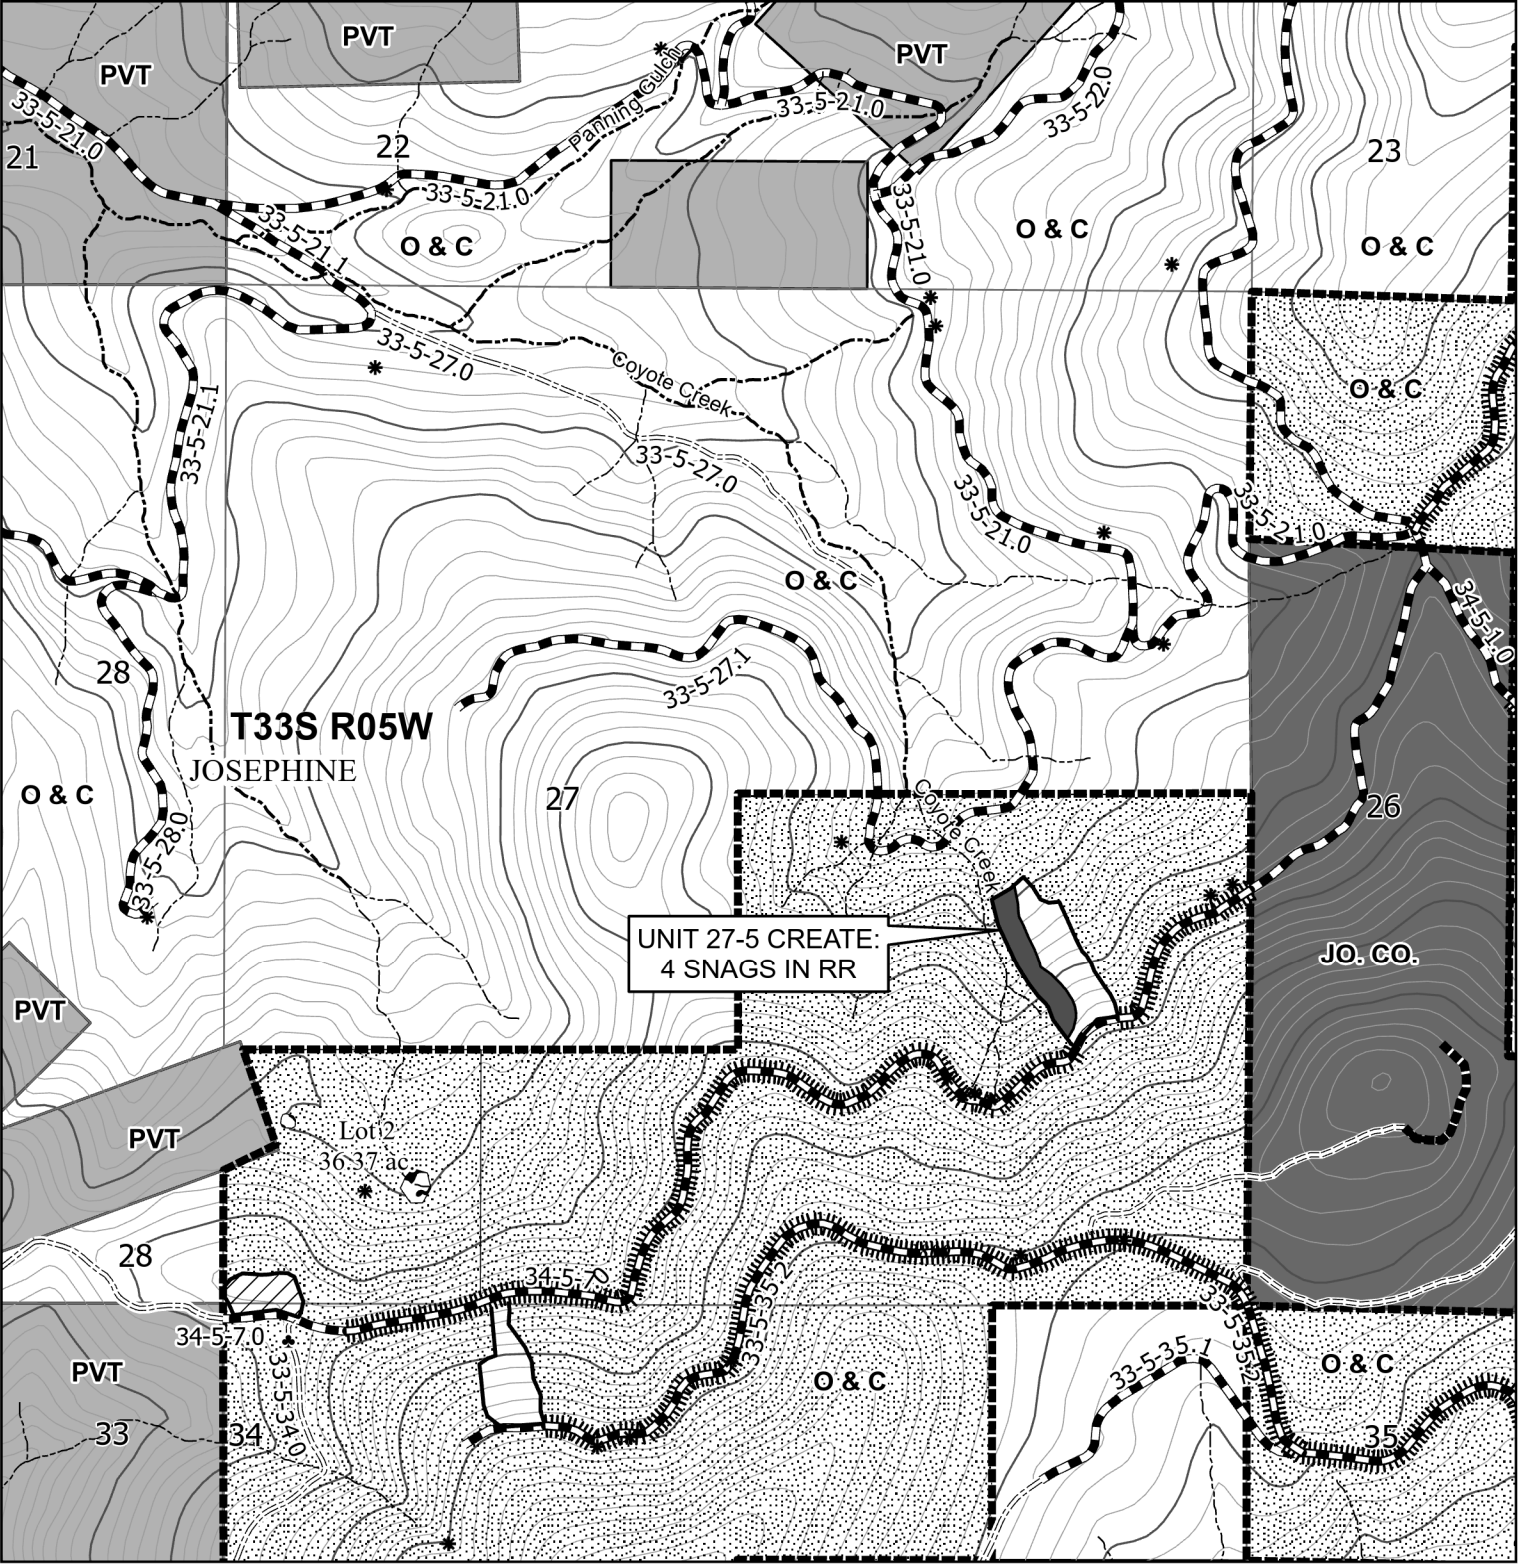 PVT
PVT
PVT
33-5-21.0
33-5-21.0
33-5-22.0
Panning Gulch
21
22
23
33-5-21.0
33-5-21.1
O & C
33-5-21.0
O & C
O & C
33-5-27.0
Coyote Creek
O & C
33-5-21.1
33-5-27.0
33-5-21.0
33-5-21.0
O & C
34-5-1.0
28
33-5-27.1
T33S R05W
JOSEPHINE
O & C
27
Coyote Creek
26
33-5-28.0
UNIT 27-5 CREATE:
4 SNAGS IN RR
JO. CO.
PVT
PVT
Lot 2
36.37 ac
28
34-5-7.0
33-5-35.2
33-5-35.2
34-5-7.0
33-5-34.0
PVT
O & C
33-5-35.1
O & C
33
34
35